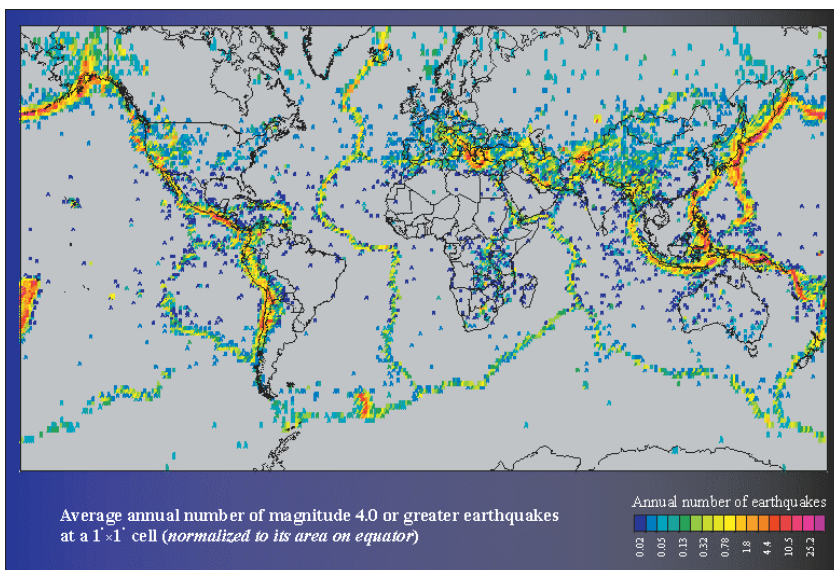 Average annual number of magnitude 4.0 or greater earthquakes
at a 1°×1° cell (normalized to its area on equator)
Annual number of earthquakes
0.02 0.05 0.13 0.32 0.78 1.8 4.4 10.5 25.2